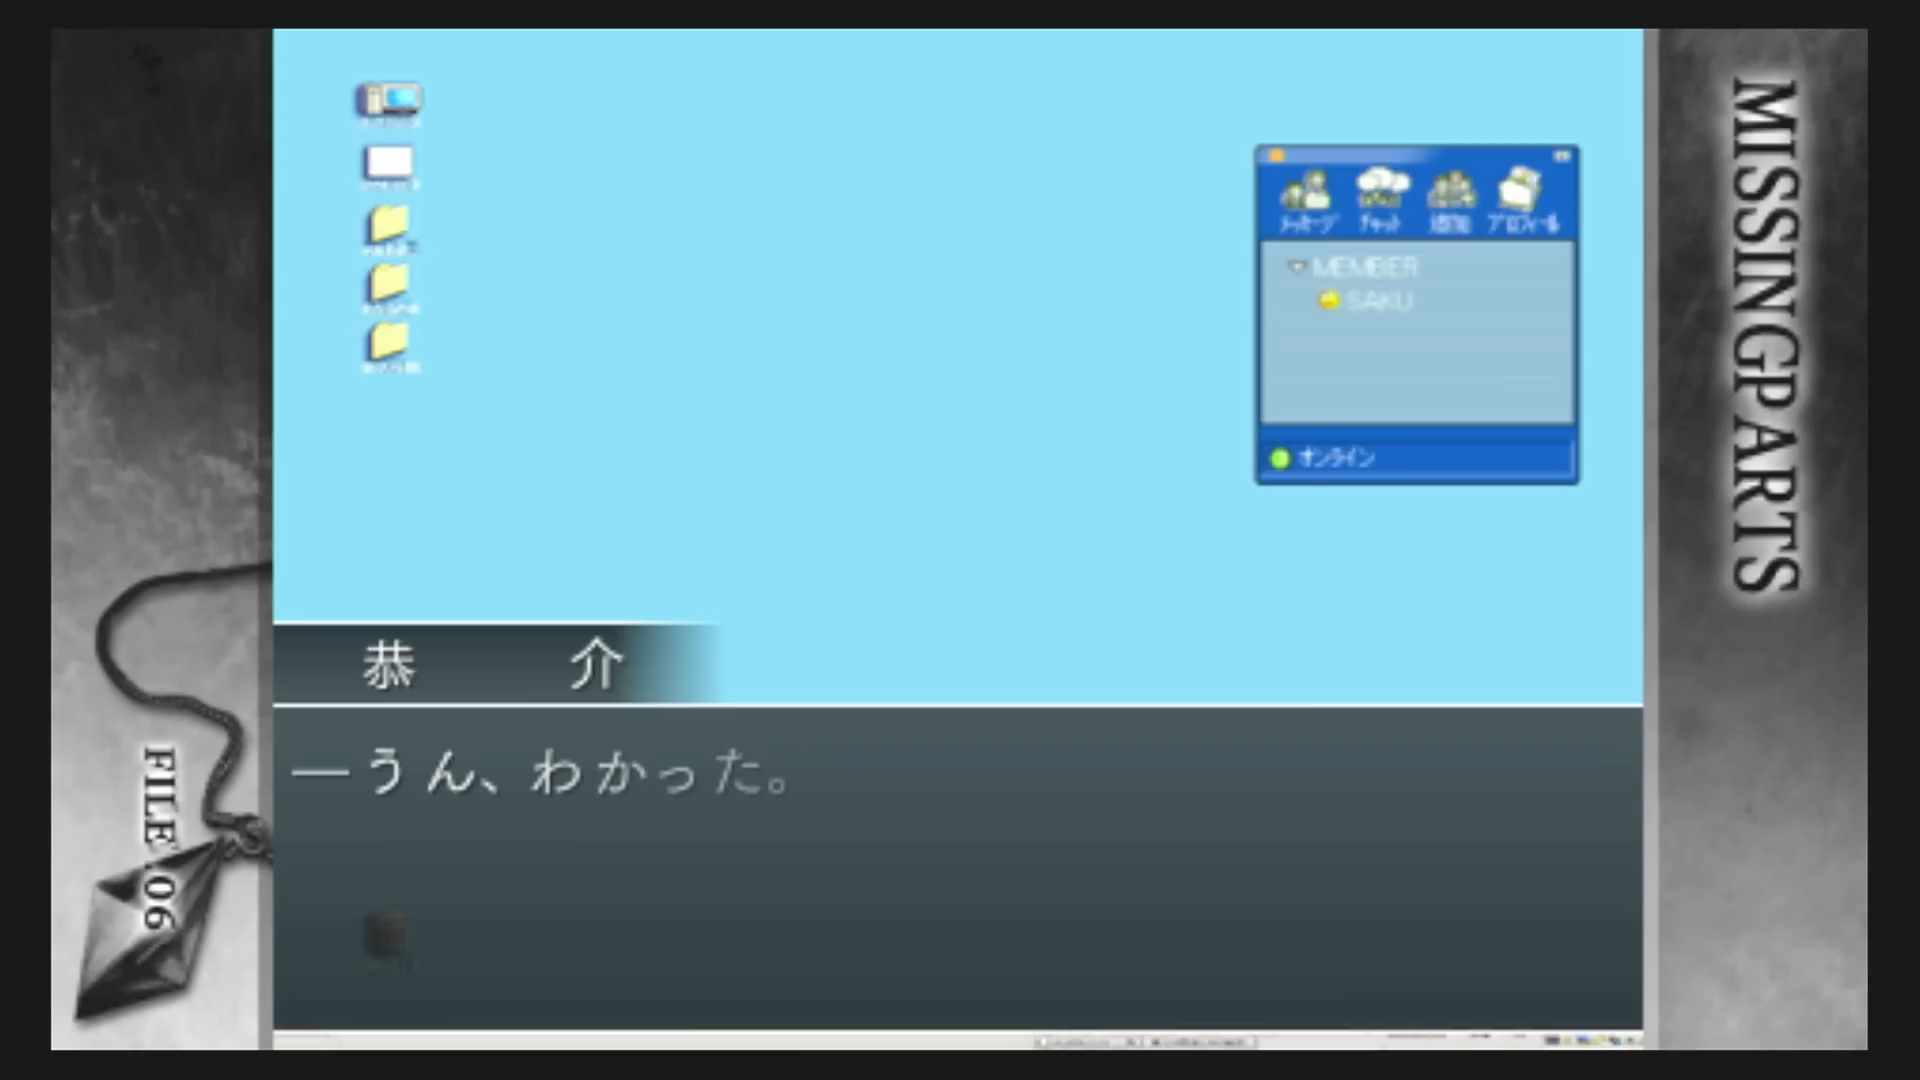 MISSINGPARTS
メッセージ チャット 追加 プロフィール
MEMBER
SAKU
オンライン
恭介
―うん、わかった。
FILE.06